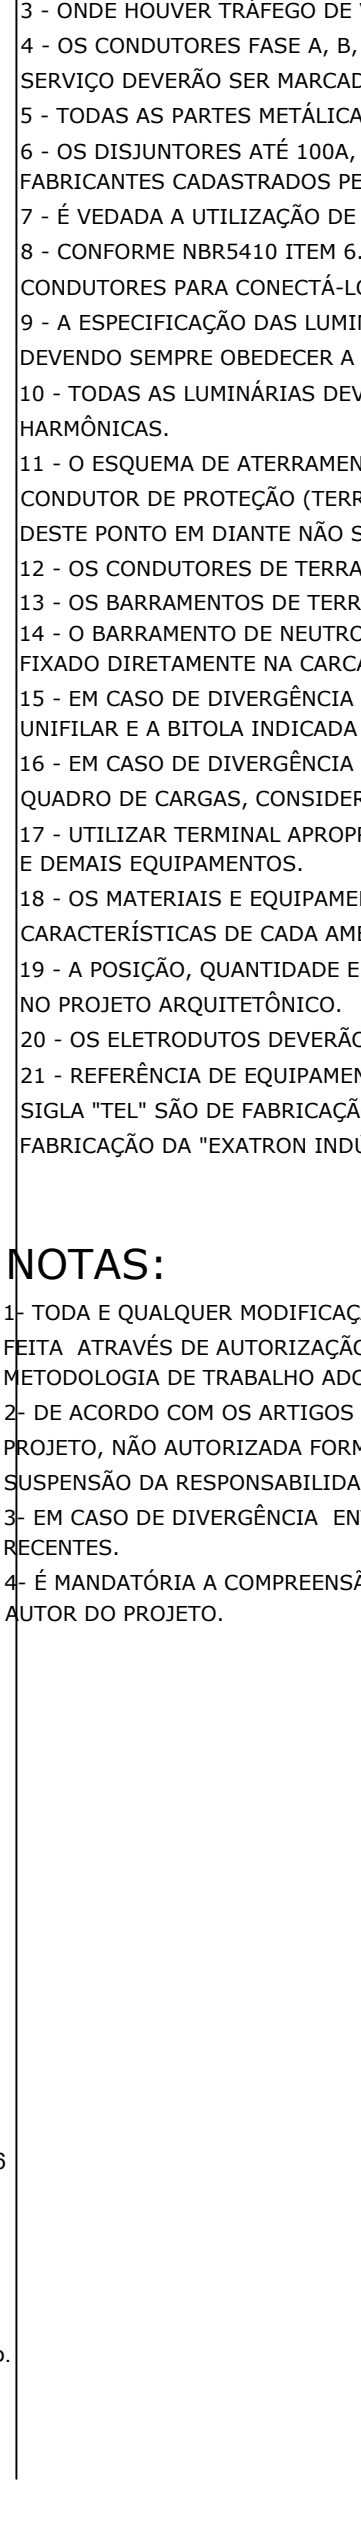 3 - ONDE HOUVER TRÁFEGO DE
4 - OS CONDUTORES FASE A, B,
SERVIÇO DEVERÃO SER MARCAD
5 - TODAS AS PARTES METÁLICA
6 - OS DISJUNTORES ATÉ 100A,
FABRICANTES CADASTRADOS PE
7 - É VEDADA A UTILIZAÇÃO DE
8 - CONFORME NBR5410 ITEM 6.
CONDUTORES PARA CONECTÁ-LO
9 - A ESPECIFICAÇÃO DAS LUMI
DEVENDO SEMPRE OBEDECER A
10 - TODAS AS LUMINÁRIAS DEV
HARMÔNICAS.
11 - O ESQUEMA DE ATERRAMEN
CONDUTOR DE PROTEÇÃO (TERR
DESTE PONTO EM DIANTE NÃO S
12 - OS CONDUTORES DE TERRA
13 - OS BARRAMENTOS DE TERR
14 - O BARRAMENTO DE NEUTRO
FIXADO DIRETAMENTE NA CARCA
15 - EM CASO DE DIVERGÊNCIA
UNIFILAR E A BITOLA INDICADA
16 - EM CASO DE DIVERGÊNCIA
QUADRO DE CARGAS, CONSIDER
17 - UTILIZAR TERMINAL APROP
E DEMAIS EQUIPAMENTOS.
18 - OS MATERIAIS E EQUIPAME
CARACTERÍSTICAS DE CADA AM
19 - A POSIÇÃO, QUANTIDADE E
NO PROJETO ARQUITETÔNICO.
20 - OS ELETRODUTOS DEVERÃO
21 - REFERÊNCIA DE EQUIPAMEN
SIGLA "TEL" SÃO DE FABRICAÇÃ
FABRICAÇÃO DA "EXATRON INDÚ
NOTAS:
1- TODA E QUALQUER MODIFICAÇ
FEITA  ATRAVÉS DE AUTORIZAÇÃO
METODOLOGIA DE TRABALHO ADO
2- DE ACORDO COM OS ARTIGOS
PROJETO, NÃO AUTORIZADA FORM
SUSPENSÃO DA RESPONSABILIDA
3- EM CASO DE DIVERGÊNCIA  EN
RECENTES.
4- É MANDATÓRIA A COMPREENSÃ
AUTOR DO PROJETO.
6
o.